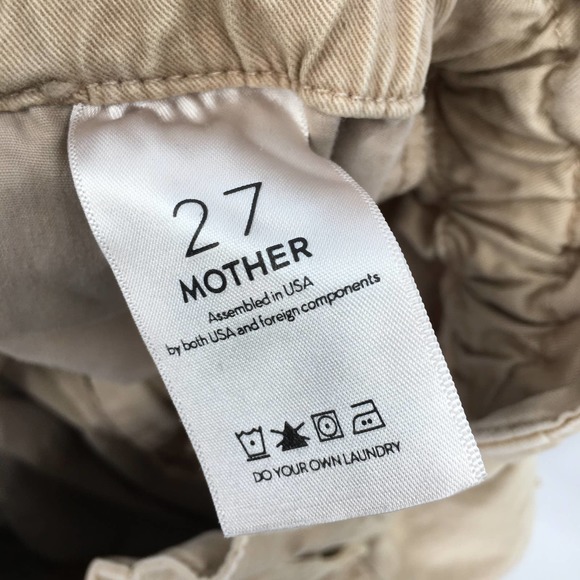 27
MOTHER
Assembled in USA
by both USA and foreign components
DO YOUR OWN LAUNDRY